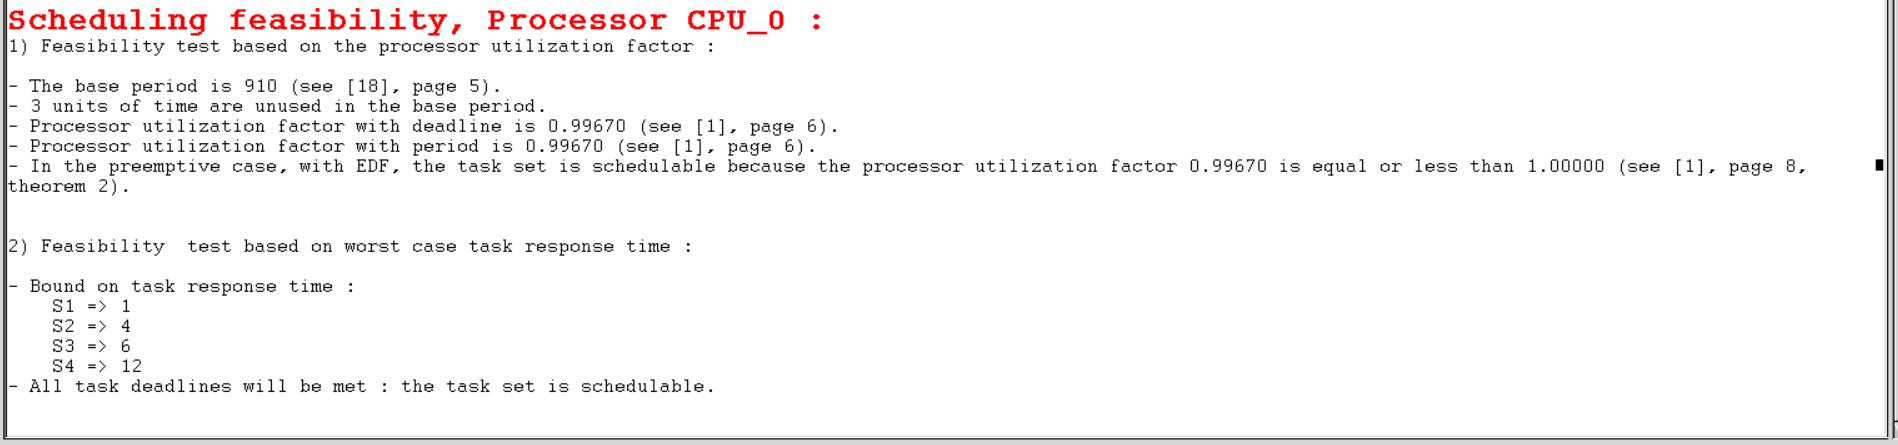 Scheduling feasibility, Processor CPU_0 :
1) Feasibility test based on the processor utilization factor :
- The base period is 910 (see [18], page 5).
- 3 units of time are unused in the base period.
- Processor utilization factor with deadline is 0.99670 (see [1], page 6).
- Processor utilization factor with period is 0.99670 (see [1], page 6).
- In the preemptive case, with EDF, the task set is schedulable because the processor utilization factor 0.99670 is equal or less than 1.00000 (see [1], page 8,
theorem 2).
2) Feasibility  test based on worst case task response time :
- Bound on task response time :
S1 => 1
S2 => 4
S3 => 6
S4 => 12
- All task deadlines will be met : the task set is schedulable.